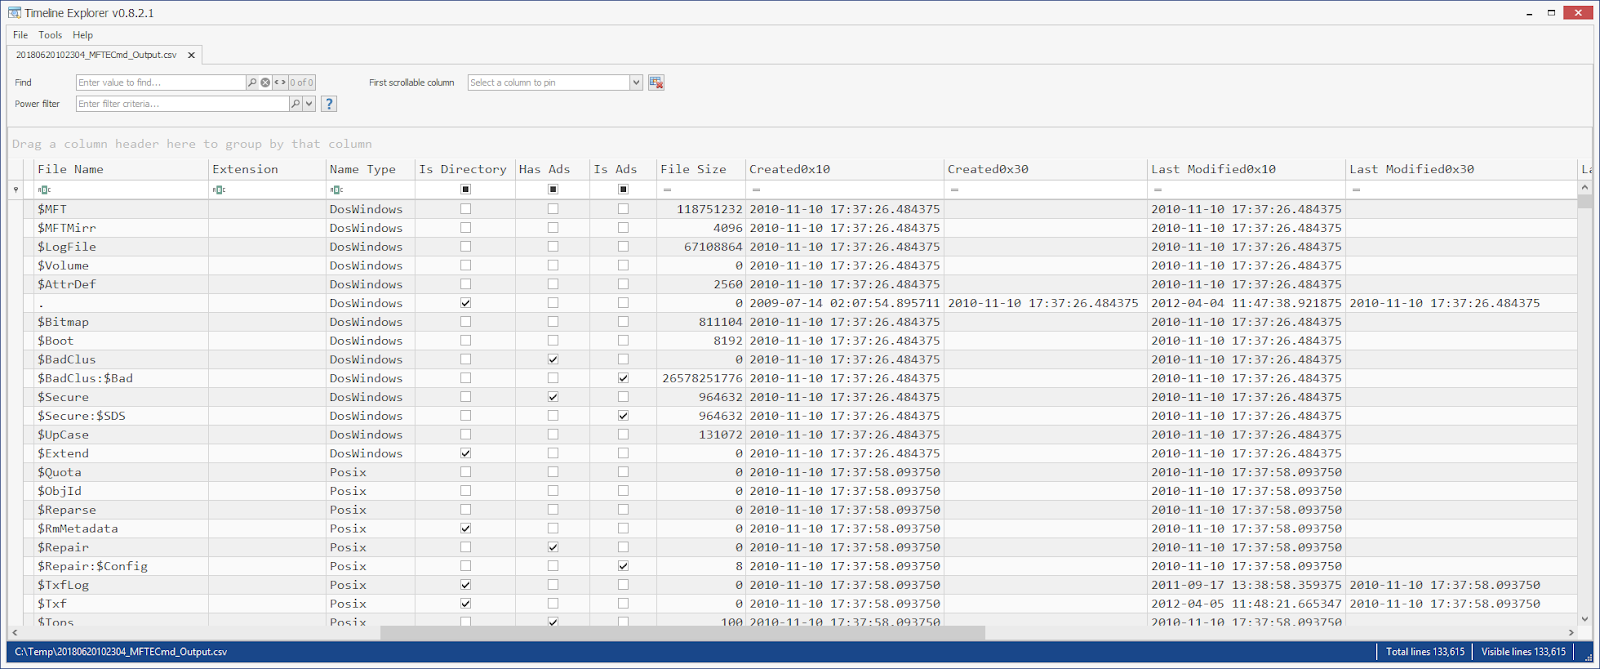 Timeline Explorer v0.8.2.1
File Tools Help
20180620102304_MFTECmd_Output.csv
Find Enter value to find... 0 of 0 First scrollable column Select a column to pin
Power filter Enter filter criteria... ?
Drag a column header here to group by that column
File Name Extension Name Type Is Directory Has Ads Is Ads File Size Created0x10 Created0x30 Last Modified0x10 Last Modified0x30 La
= = = = =
$MFT DosWindows 118751232 2010-11-10 17:37:26.484375 2010-11-10 17:37:26.484375
$MFTMirr DosWindows 4096 2010-11-10 17:37:26.484375 2010-11-10 17:37:26.484375
$LogFile DosWindows 67108864 2010-11-10 17:37:26.484375 2010-11-10 17:37:26.484375
$Volume DosWindows 0 2010-11-10 17:37:26.484375 2010-11-10 17:37:26.484375
$AttrDef DosWindows 2560 2010-11-10 17:37:26.484375 2010-11-10 17:37:26.484375
. DosWindows 0 2009-07-14 02:07:54.895711 2010-11-10 17:37:26.484375 2012-04-04 11:47:38.921875 2010-11-10 17:37:26.484375
$Bitmap DosWindows 811104 2010-11-10 17:37:26.484375 2010-11-10 17:37:26.484375
$Boot DosWindows 8192 2010-11-10 17:37:26.484375 2010-11-10 17:37:26.484375
$BadClus DosWindows 0 2010-11-10 17:37:26.484375 2010-11-10 17:37:26.484375
$BadClus:$Bad DosWindows 26578251776 2010-11-10 17:37:26.484375 2010-11-10 17:37:26.484375
$Secure DosWindows 964632 2010-11-10 17:37:26.484375 2010-11-10 17:37:26.484375
$Secure:$SDS DosWindows 964632 2010-11-10 17:37:26.484375 2010-11-10 17:37:26.484375
$UpCase DosWindows 131072 2010-11-10 17:37:26.484375 2010-11-10 17:37:26.484375
$Extend DosWindows 0 2010-11-10 17:37:26.484375 2010-11-10 17:37:26.484375
$Quota Posix 0 2010-11-10 17:37:58.093750 2010-11-10 17:37:58.093750
$ObjId Posix 0 2010-11-10 17:37:58.093750 2010-11-10 17:37:58.093750
$Reparse Posix 0 2010-11-10 17:37:58.093750 2010-11-10 17:37:58.093750
$RmMetadata Posix 0 2010-11-10 17:37:58.093750 2010-11-10 17:37:58.093750
$Repair Posix 0 2010-11-10 17:37:58.093750 2010-11-10 17:37:58.093750
$Repair:$Config Posix 8 2010-11-10 17:37:58.093750 2010-11-10 17:37:58.093750
$TxfLog Posix 0 2010-11-10 17:37:58.093750 2011-09-17 13:38:58.359375 2010-11-10 17:37:58.093750
$Txf Posix 0 2010-11-10 17:37:58.093750 2012-04-05 11:48:21.665347 2010-11-10 17:37:58.093750
$Tops Posix 100 2010-11-10 17:37:58.093750 2010-11-10 17:37:58.093750
C:\Temp\20180620102304_MFTECmd_Output.csv Total lines 133,615 Visible lines 133,615